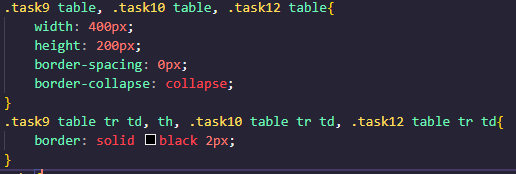 .task9 table, .task10 table, .task12 table{
    width: 400px;
    height: 200px;
    border-spacing: 0px;
    border-collapse: collapse;
}
.task9 table tr td, th, .task10 table tr td, .task12 table tr td{
    border: solid black 2px;
}